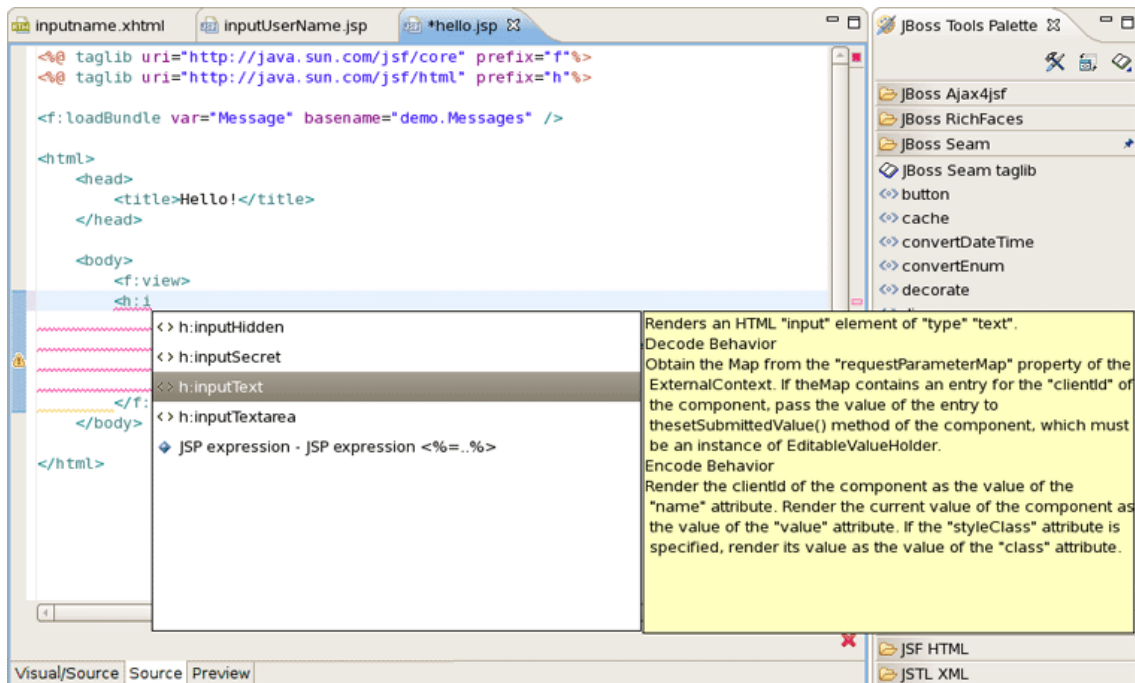 inputname.xhtml
inputUserName.jsp
*hello.jsp
<%@ taglib uri="http://java.sun.com/jsf/core" prefix="f"%>
<%@ taglib uri="http://java.sun.com/jsf/html" prefix="h"%>
<f:loadBundle var="Message" basename="demo.Messages" />
<html>
<head>
<title>Hello!</title>
</head>
<body>
<f:view>
<h:i
</f:
</body>
</html>
h:inputHidden
h:inputSecret
h:inputText
h:inputTextarea
JSP expression - JSP expression <%=..%>
Renders an HTML "input" element of "type" "text".
Decode Behavior
Obtain the Map from the "requestParameterMap" property of the
ExternalContext. If theMap contains an entry for the "clientId" of
the component, pass the value of the entry to
thesetSubmittedValue() method of the component, which must
be an instance of EditableValueHolder.
Encode Behavior
Render the clientId of the component as the value of the
"name" attribute. Render the current value of the component as
the value of the "value" attribute. If the "styleClass" attribute is
specified, render its value as the value of the "class" attribute.
Visual/Source
Source
Preview
JBoss Tools Palette
JBoss Ajax4jsf
JBoss RichFaces
JBoss Seam
JBoss Seam taglib
button
cache
convertDateTime
convertEnum
decorate
JSF HTML
JSTL XML